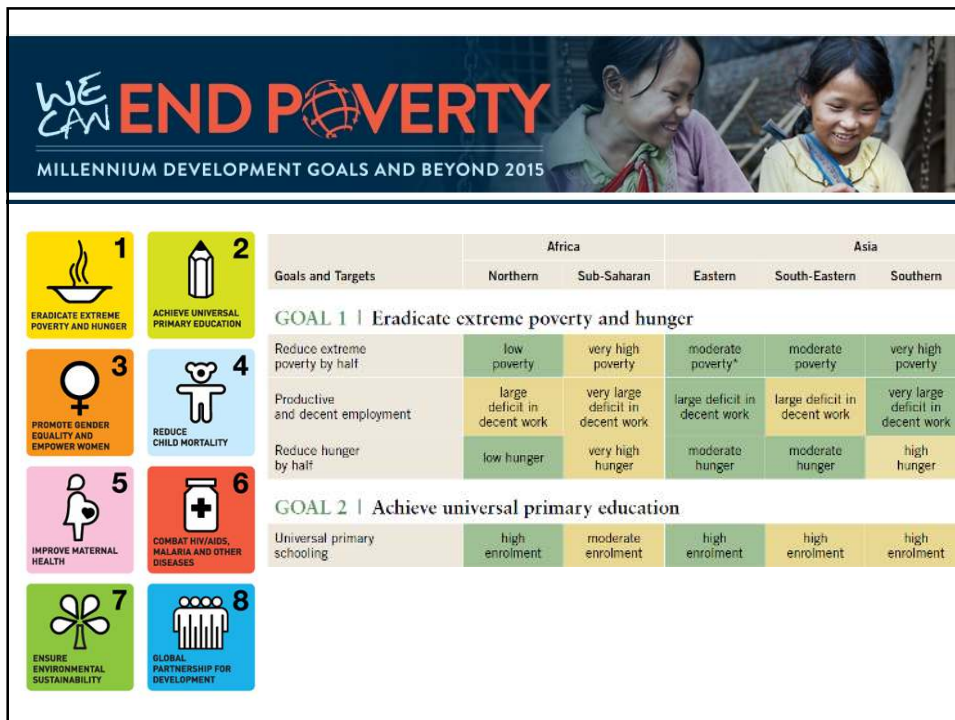 WE CAN END POVERTY
MILLENNIUM DEVELOPMENT GOALS AND BEYOND 2015
1
ERADICATE EXTREME
POVERTY AND HUNGER
2
ACHIEVE UNIVERSAL
PRIMARY EDUCATION
3
PROMOTE GENDER
EQUALITY AND
EMPOWER WOMEN
4
REDUCE
CHILD MORTALITY
5
IMPROVE MATERNAL
HEALTH
6
COMBAT HIV/AIDS,
MALARIA AND OTHER
DISEASES
7
ENSURE
ENVIRONMENTAL
SUSTAINABILITY
8
GLOBAL
PARTNERSHIP FOR
DEVELOPMENT
Africa Asia
Goals and Targets Northern Sub-Saharan Eastern South-Eastern Southern
GOAL 1 | Eradicate extreme poverty and hunger
Reduce extreme low very high moderate moderate very high
poverty by half poverty poverty poverty* poverty poverty
Productive large very large large deficit in large deficit in very large
and decent employment deficit in deficit in decent work decent work deficit in
decent work decent work decent work
Reduce hunger low hunger very high moderate moderate high
by half hunger hunger hunger hunger
GOAL 2 | Achieve universal primary education
Universal primary high moderate high high high
schooling enrolment enrolment enrolment enrolment enrolment